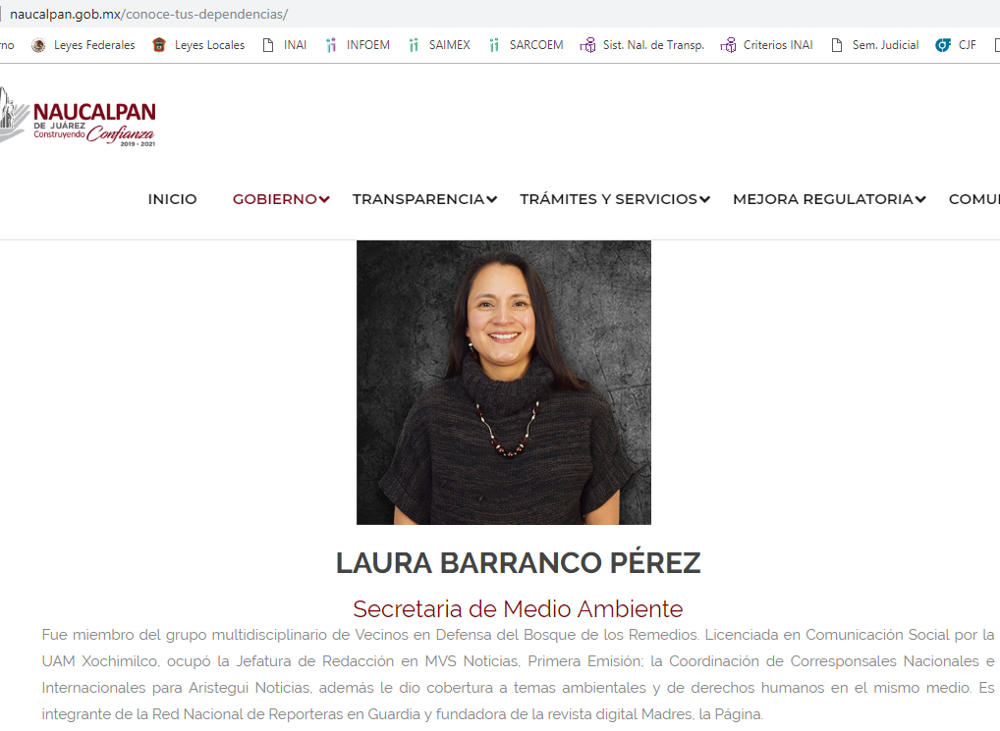 naucalpan.gob.mx/conoce-tus-dependencias/
Leyes Federales Leyes Locales INAI INFOEM SAIMEX SARCOEM Sist. Nal. de Transp. Criterios INAI Sem. Judicial CJF
NAUCALPAN
DE JUÁREZ
Construyendo Confianza
2019 - 2021
INICIO GOBIERNO TRANSPARENCIA TRÁMITES Y SERVICIOS MEJORA REGULATORIA COMU
LAURA BARRANCO PÉREZ
Secretaria de Medio Ambiente
Fue miembro del grupo multidisciplinario de Vecinos en Defensa del Bosque de los Remedios. Licenciada en Comunicación Social por la
UAM Xochimilco, ocupó la Jefatura de Redacción en MVS Noticias, Primera Emisión; la Coordinación de Corresponsales Nacionales e
Internacionales para Aristegui Noticias, además le dio cobertura a temas ambientales y de derechos humanos en el mismo medio. Es
integrante de la Red Nacional de Reporteras en Guardia y fundadora de la revista digital Madres, la Página.